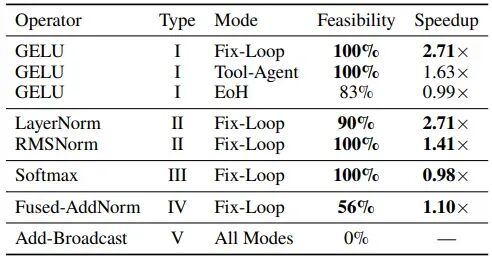 Operator Type Mode Feasibility Speedup
GELU I Fix-Loop 100% 2.71×
GELU I Tool-Agent 100% 1.63×
GELU I EoH 83% 0.99×
LayerNorm II Fix-Loop 90% 2.71×
RMSNorm II Fix-Loop 100% 1.41×
Softmax III Fix-Loop 100% 0.98×
Fused-AddNorm IV Fix-Loop 56% 1.10×
Add-Broadcast V All Modes 0% —